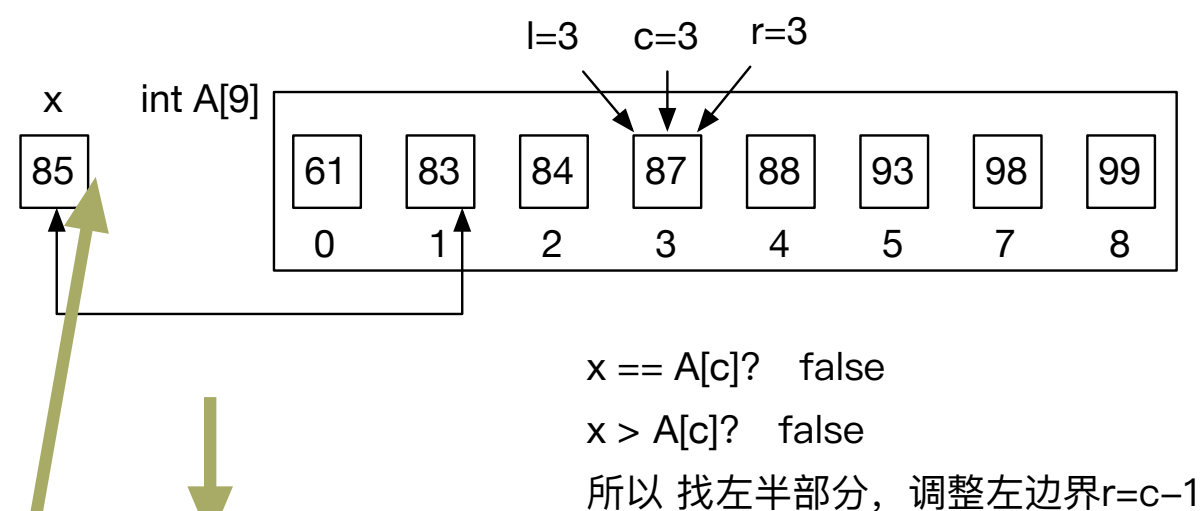 l=3 c=3 r=3
x int A[9]
85 61 83 84 87 88 93 98 99
0 1 2 3 4 5 7 8
x == A[c]? false
x > A[c]? false
所以 找左半部分，调整左边界r=c-1